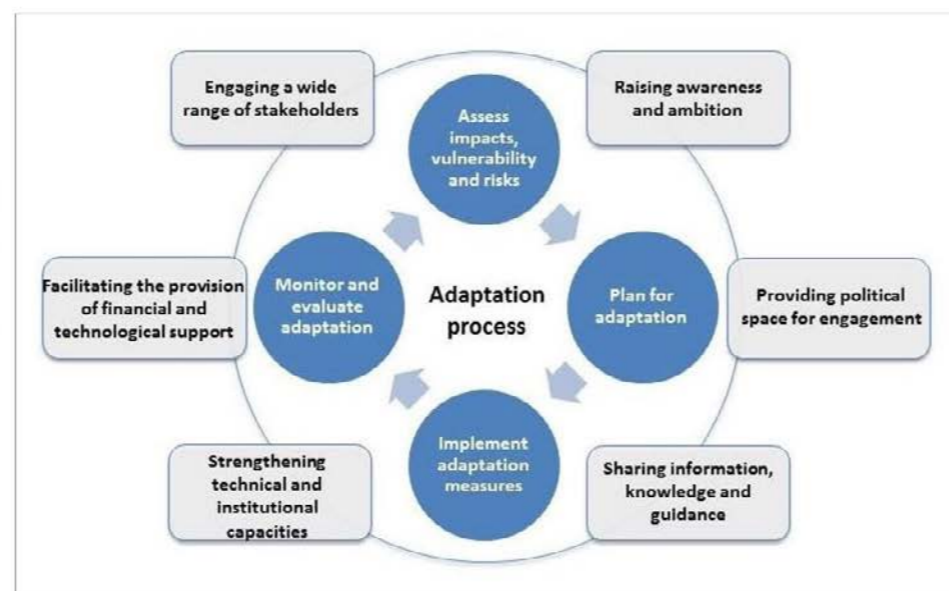 Engaging a wide
range of stakeholders
Raising awareness
and ambition
Assess
impacts,
vulnerability
and risks
Facilitating the provision
of financial and
technological support
Monitor and
evaluate
adaptation
Adaptation
process
Plan for
adaptation
Providing political
space for engagement
Strengthening
technical and
institutional
capacities
Implement
adaptation
measures
Sharing information,
knowledge and
guidance